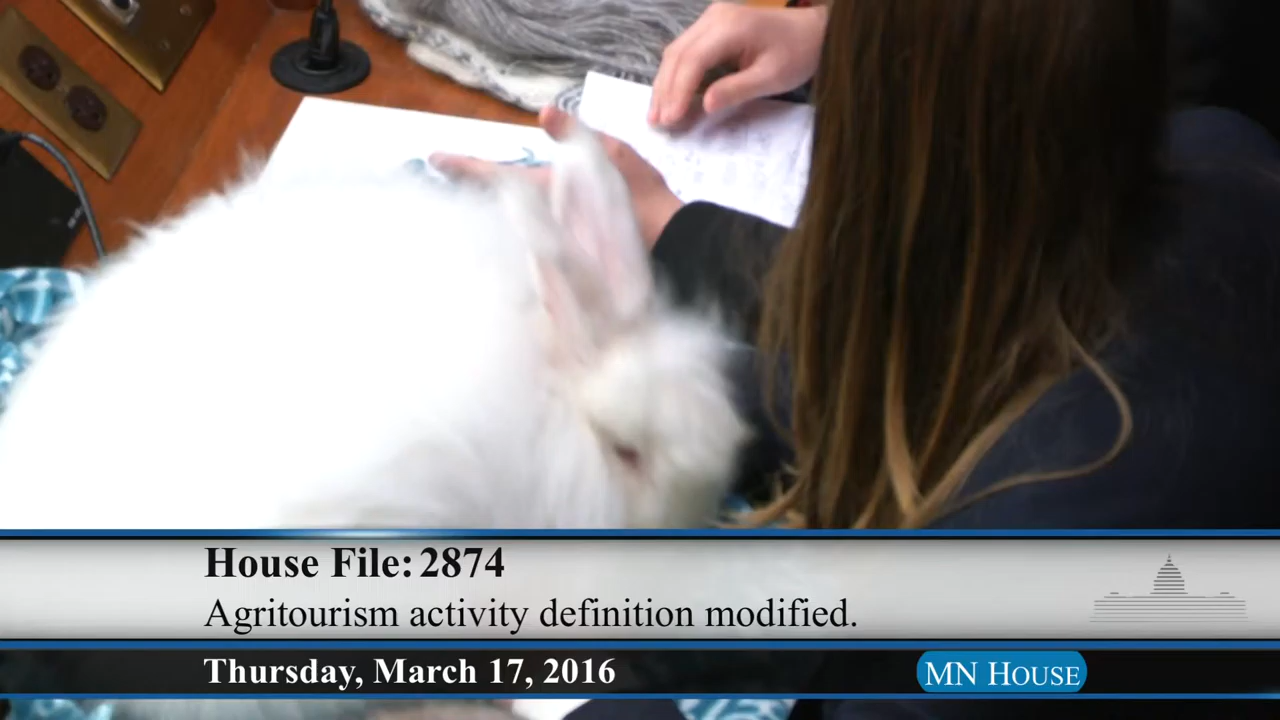 House File: 2874
Agritourism activity definition modified.
Thursday, March 17, 2016
MN HOUSE